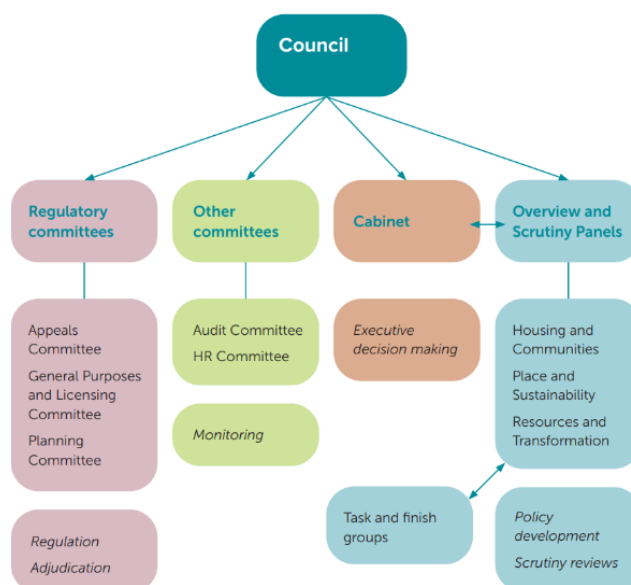 Council
Regulatory
committees
Other
committees
Cabinet
Overview and
Scrutiny Panels
Appeals
Committee
General Purposes
and Licensing
Committee
Planning
Committee
Audit Committee
HR Committee
Executive
decision making
Housing and
Communities
Place and
Sustainability
Resources and
Transformation
Monitoring
Task and finish
groups
Regulation
Adjudication
Policy
development
Scrutiny reviews